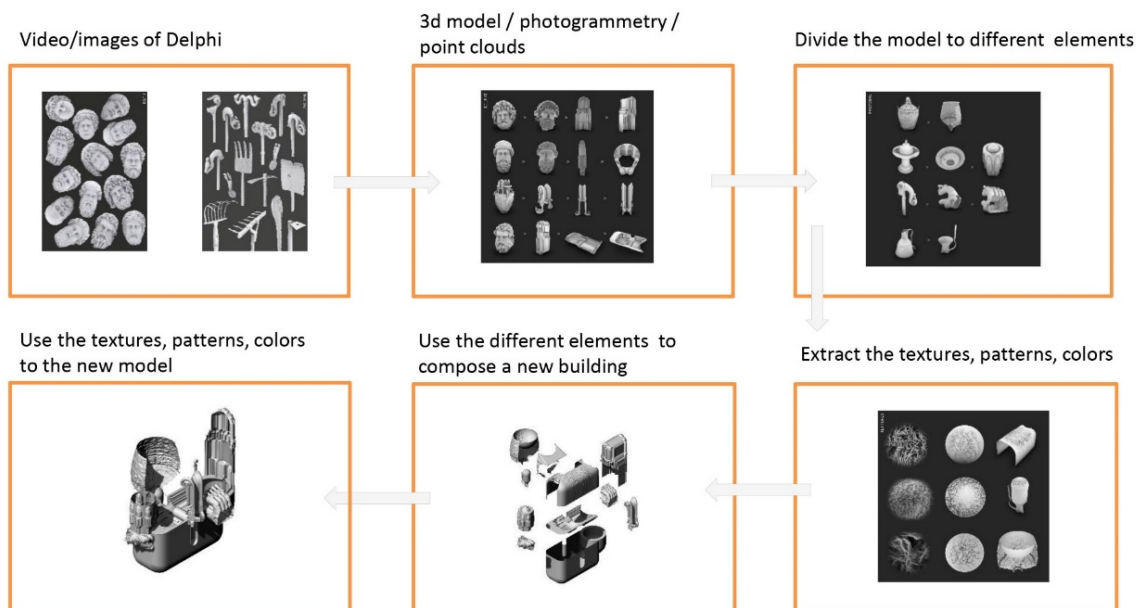 Video/images of Delphi
3d model / photogrammetry /
point clouds
Divide the model to different elements
Use the textures, patterns, colors
to the new model
Use the different elements to
compose a new building
Extract the textures, patterns, colors